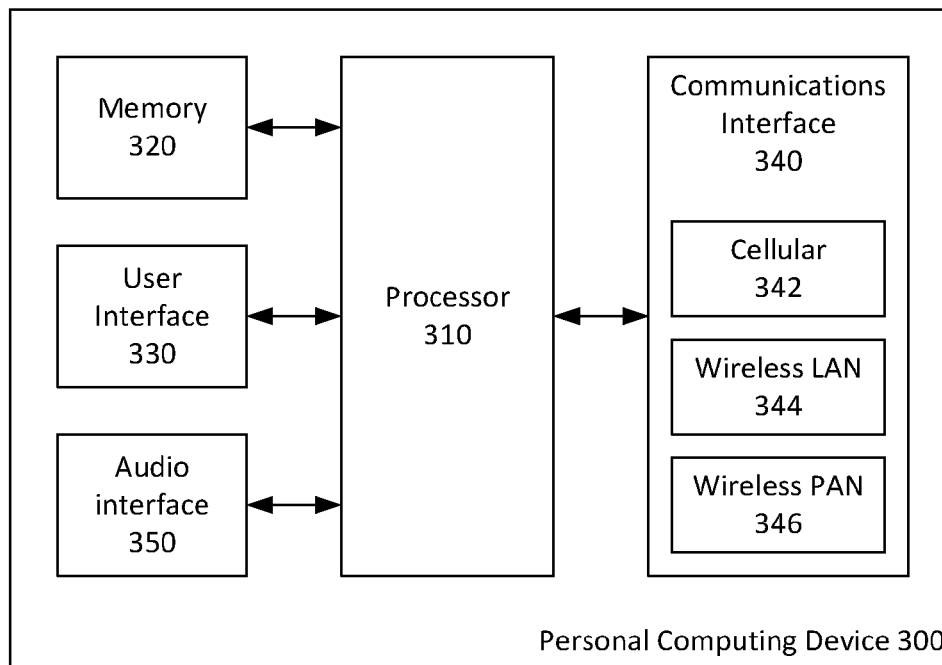 Memory
320
User
Interface
330
Audio
interface
350
Processor
310
Communications
Interface
340
Cellular
342
Wireless LAN
344
Wireless PAN
346
Personal Computing Device 300